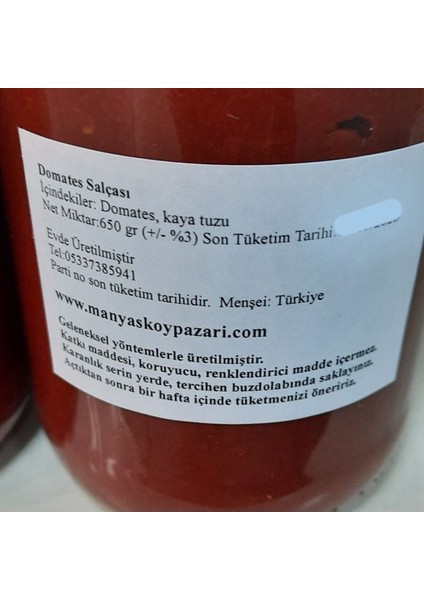 Domates Salçası
İçindekiler: Domates, kaya tuzu
Net Miktar:650 gr (+/- %3) Son Tüketim Tarihi
Evde Üretilmiştir
Tel:05337385941
Parti no son tüketim tarihidir. Menşei: Türkiye
www.manyaskoypazari.com
Geleneksel yöntemlerle üretilmiştir.
Katkı maddesi, koruyucu, renklendirici madde içermez.
Karanlık serin yerde, tercihen buzdolabında saklayınız.
Açtıktan sonra bir hafta içinde tüketmenizi öneririz.